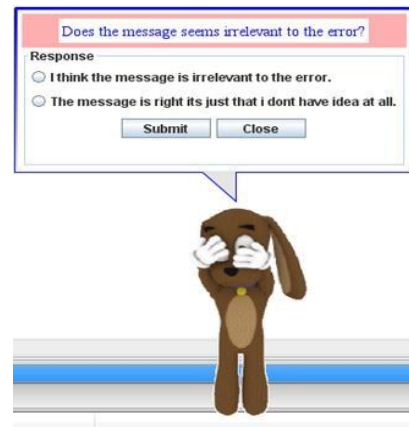 Does the message seems irrelevant to the error?
Response
I think the message is irrelevant to the error.
The message is right its just that i dont have idea at all.
Submit Close